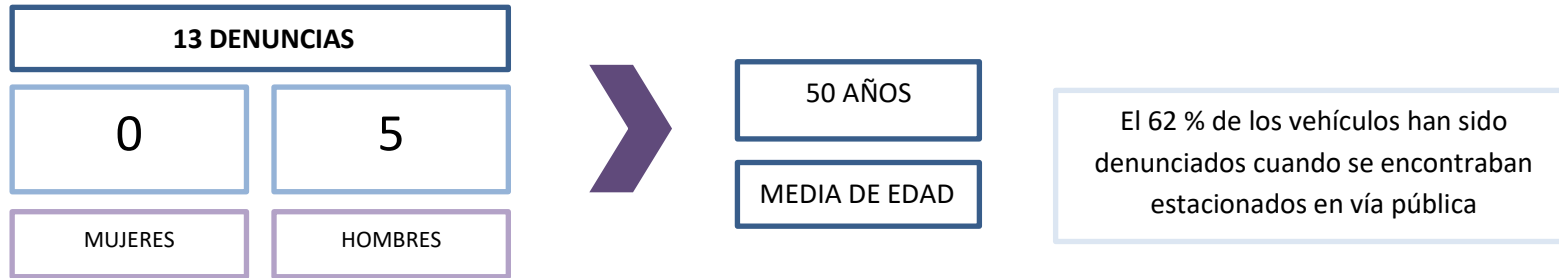 13 DENUNCIAS
0
5
MUJERES
HOMBRES
50 AÑOS
MEDIA DE EDAD
El 62 % de los vehículos han sido
denunciados cuando se encontraban
estacionados en vía pública